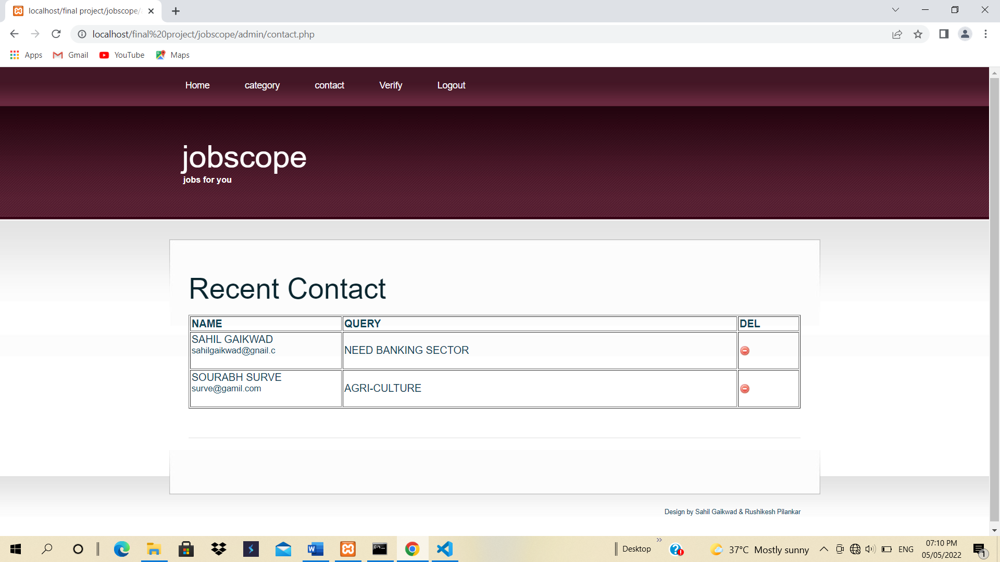 localhost/final project/jobscope/
localhost/final%20project/jobscope/admin/contact.php
Apps Gmail YouTube Maps
Home category contact Verify Logout
jobscope
jobs for you
Recent Contact
NAME QUERY DEL
SAHIL GAIKWAD
sahilgaikwad@gnail.c
NEED BANKING SECTOR
SOURABH SURVE
surve@gamil.com
AGRI-CULTURE
Design by Sahil Gaikwad & Rushikesh Pilankar
Desktop 37°C Mostly sunny ENG 07:10 PM
05/05/2022
1